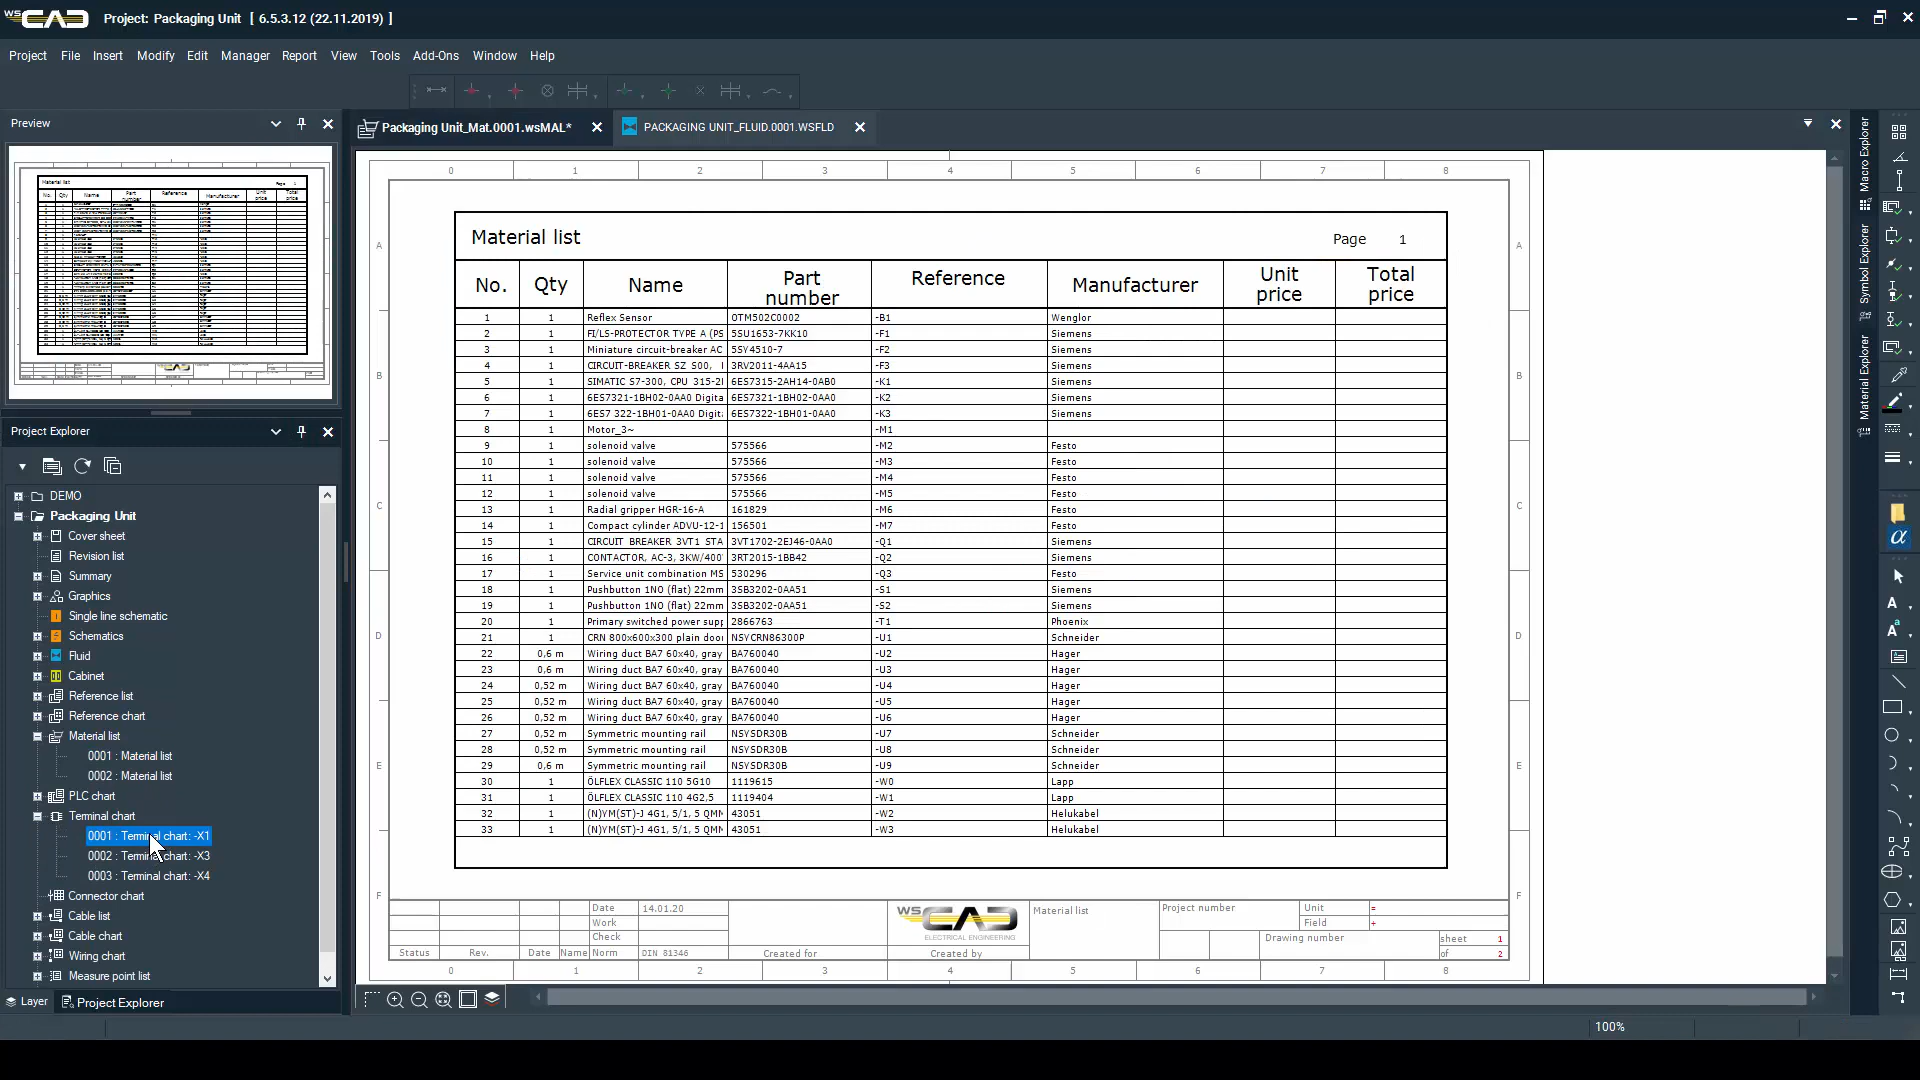 WSCAD Project: Packaging Unit [ 6.5.3.12 (22.11.2019) ]
Project File Insert Modify Edit Manager Report View Tools Add-Ons Window Help
Preview
Packaging Unit_Mat.0001.wsMAL*
PACKAGING UNIT_FLUID.0001.WSFLD
Macro Explorer
Symbol Explorer
Material Explorer
Project Explorer
DEMO
Packaging Unit
Cover sheet
Revision list
Summary
Graphics
Single line schematic
Schematics
Fluid
Cabinet
Reference list
Reference chart
Material list
0001 : Material list
0002 : Material list
PLC chart
Terminal chart
0001 : Terminal chart: -X1
0002 : Terminal chart: -X3
0003 : Terminal chart: -X4
Connector chart
Cable list
Cable chart
Wiring chart
Measure point list
Layer Project Explorer
0 1 2 3 4 5 6 7 8
A B C D E F
Material list Page 1
No. Qty Name Part number Reference Manufacturer Unit price Total price
1 1 Reflex Sensor OTM502C0002 -B1 Wenglor
2 1 FI/LS-PROTECTOR TYPE A (PS 5SU1653-7KK10 -F1 Siemens
3 1 Miniature circuit-breaker AC 5SY4510-7 -F2 Siemens
4 1 CIRCUIT-BREAKER SZ S00, 3RV2011-4AA15 -F3 Siemens
5 1 SIMATIC S7-300, CPU 315-2 6ES7315-2AH14-0AB0 -K1 Siemens
6 1 6ES7321-1BH02-0AA0 Digita 6ES7321-1BH02-0AA0 -K2 Siemens
7 1 6ES7 322-1BH01-0AA0 Digit 6ES7322-1BH01-0AA0 -K3 Siemens
8 1 Motor_3~ -M1
9 1 solenoid valve 575566 -M2 Festo
10 1 solenoid valve 575566 -M3 Festo
11 1 solenoid valve 575566 -M4 Festo
12 1 solenoid valve 575566 -M5 Festo
13 1 Radial gripper HGR-16-A 161829 -M6 Festo
14 1 Compact cylinder ADVU-12-1 156501 -M7 Festo
15 1 CIRCUIT BREAKER 3VT1 STA 3VT1702-2EJ46-0AA0 -Q1 Siemens
16 1 CONTACTOR, AC-3, 3KW/400 3RT2015-1BB42 -Q2 Siemens
17 1 Service unit combination MS 530296 -Q3 Festo
18 1 Pushbutton 1NO (flat) 22mm 3SB3202-0AA51 -S1 Siemens
19 1 Pushbutton 1NO (flat) 22mm 3SB3202-0AA51 -S2 Siemens
20 1 Primary switched power supp 2866763 -T1 Phoenix
21 1 CRN 800x600x300 plain doo NSYCRN86300P -U1 Schneider
22 0,6 m Wiring duct BA7 60x40, gray BA760040 -U2 Hager
23 0,6 m Wiring duct BA7 60x40, gray BA760040 -U3 Hager
24 0,52 m Wiring duct BA7 60x40, gray BA760040 -U4 Hager
25 0,52 m Wiring duct BA7 60x40, gray BA760040 -U5 Hager
26 0,52 m Wiring duct BA7 60x40, gray BA760040 -U6 Hager
27 0,52 m Symmetric mounting rail NSYSDR30B -U7 Schneider
28 0,52 m Symmetric mounting rail NSYSDR30B -U8 Schneider
29 0,6 m Symmetric mounting rail NSYSDR30B -U9 Schneider
30 1 ÖLFLEX CLASSIC 110 5G10 1119615 -W0 Lapp
31 1 ÖLFLEX CLASSIC 110 4G2,5 1119404 -W1 Lapp
32 1 (N)YM(ST)-J 4G1, 5/1, 5 QMM 43051 -W2 Helukabel
33 1 (N)YM(ST)-J 4G1, 5/1, 5 QMM 43051 -W3 Helukabel
A B C D E F
Date 14.01.20
Work
Check
Status Rev. Date Name Norm DIN 81346
Created for
WSCAD
ELECTRICAL ENGINEERING
Created by
Material list
Project number
Unit =
Field +
Drawing number
sheet 1
of 2
0 1 2 3 4 5 6 7 8
100%